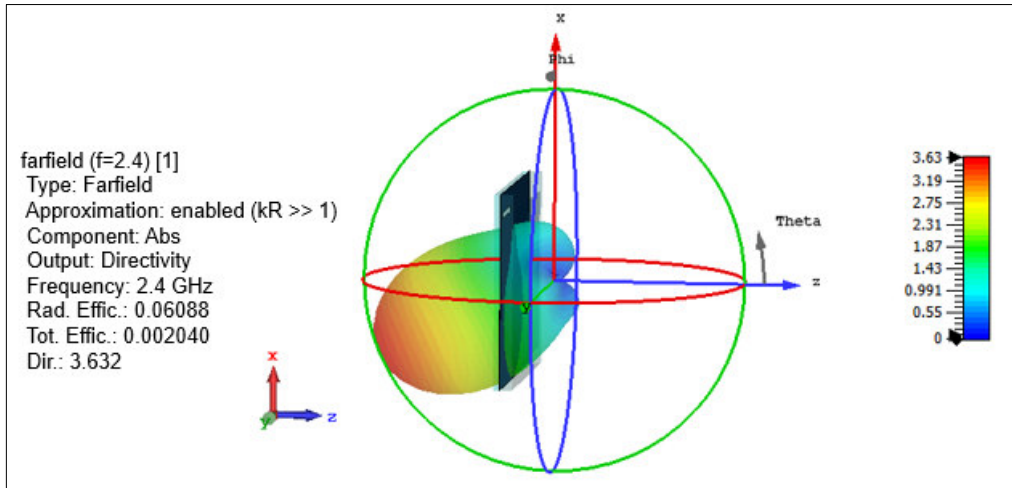 x
Phi
farfield (f=2.4) [1]
Type: Farfield
Approximation: enabled (kR >> 1)
Component: Abs
Output: Directivity
Frequency: 2.4 GHz
Rad. Effic.: 0.06088
Tot. Effic.: 0.002040
Dir.: 3.632
Theta
z
y
x
z
y
3.63
3.19
2.75
2.31
1.87
1.43
0.991
0.55
0